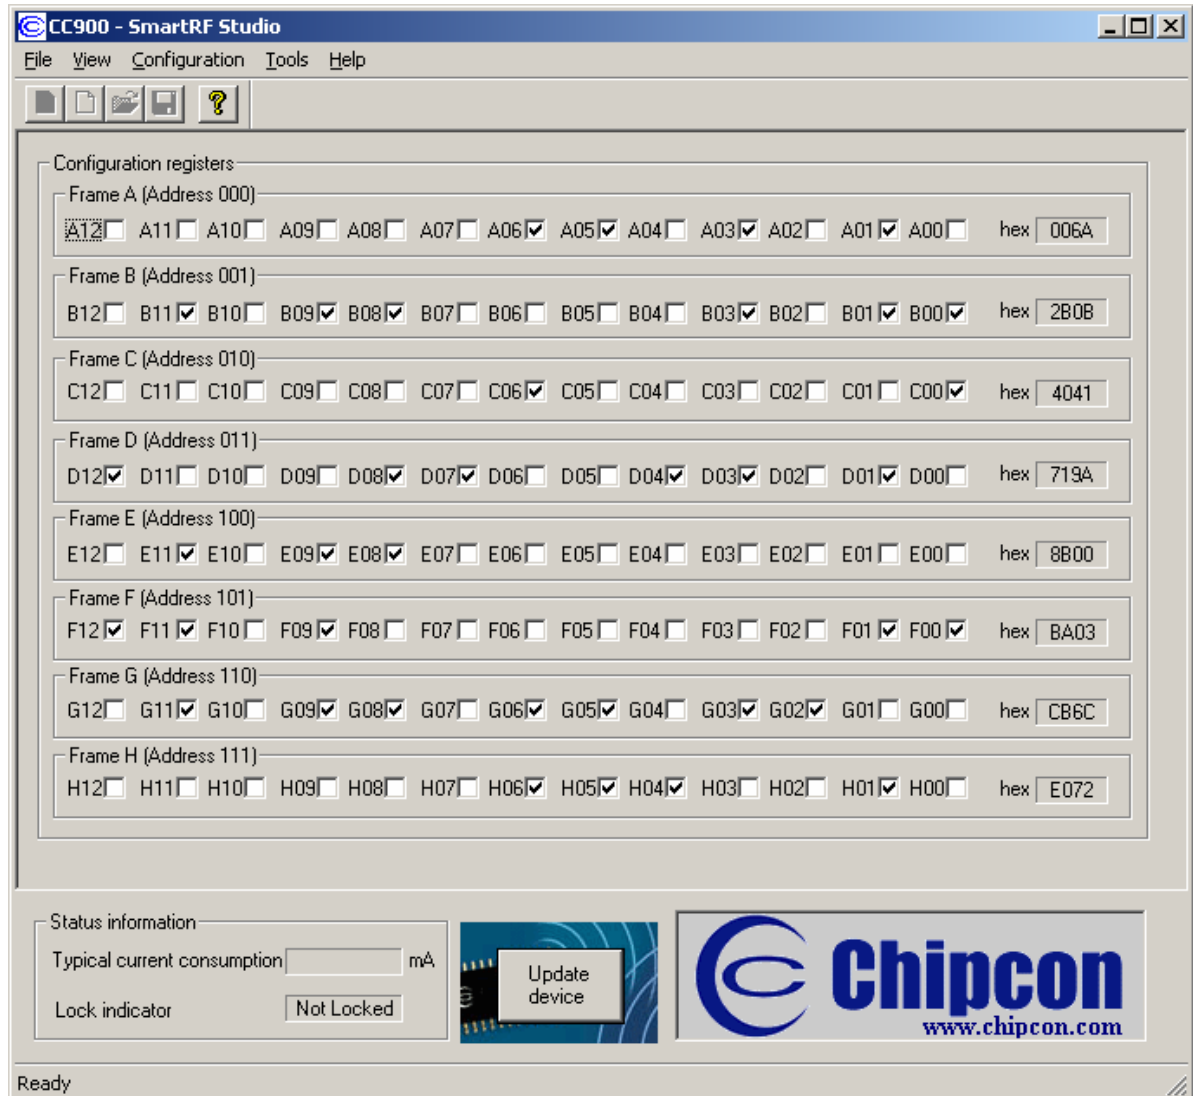 CC900 - SmartRF Studio
File View Configuration Tools Help
Configuration registers
Frame A (Address 000)
A12 A11 A10 A09 A08 A07 A06 A05 A04 A03 A02 A01 A00 hex 006A
Frame B (Address 001)
B12 B11 B10 B09 B08 B07 B06 B05 B04 B03 B02 B01 B00 hex 2B0B
Frame C (Address 010)
C12 C11 C10 C09 C08 C07 C06 C05 C04 C03 C02 C01 C00 hex 4041
Frame D (Address 011)
D12 D11 D10 D09 D08 D07 D06 D05 D04 D03 D02 D01 D00 hex 719A
Frame E (Address 100)
E12 E11 E10 E09 E08 E07 E06 E05 E04 E03 E02 E01 E00 hex 8B00
Frame F (Address 101)
F12 F11 F10 F09 F08 F07 F06 F05 F04 F03 F02 F01 F00 hex BA03
Frame G (Address 110)
G12 G11 G10 G09 G08 G07 G06 G05 G04 G03 G02 G01 G00 hex CB6C
Frame H (Address 111)
H12 H11 H10 H09 H08 H07 H06 H05 H04 H03 H02 H01 H00 hex E072
Status information
Typical current consumption mA
Lock indicator Not Locked
Update
device
Chipcon
www.chipcon.com
Ready